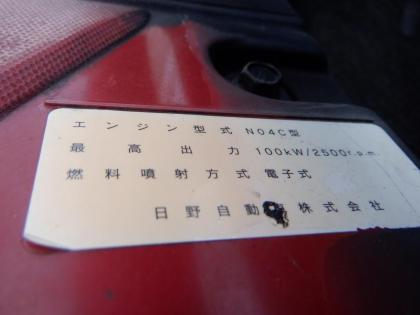 エンジン型式 N04C型
最高出力 100kW/2500r.p.m
燃料噴射方式 電子式
日野自動 株式会社